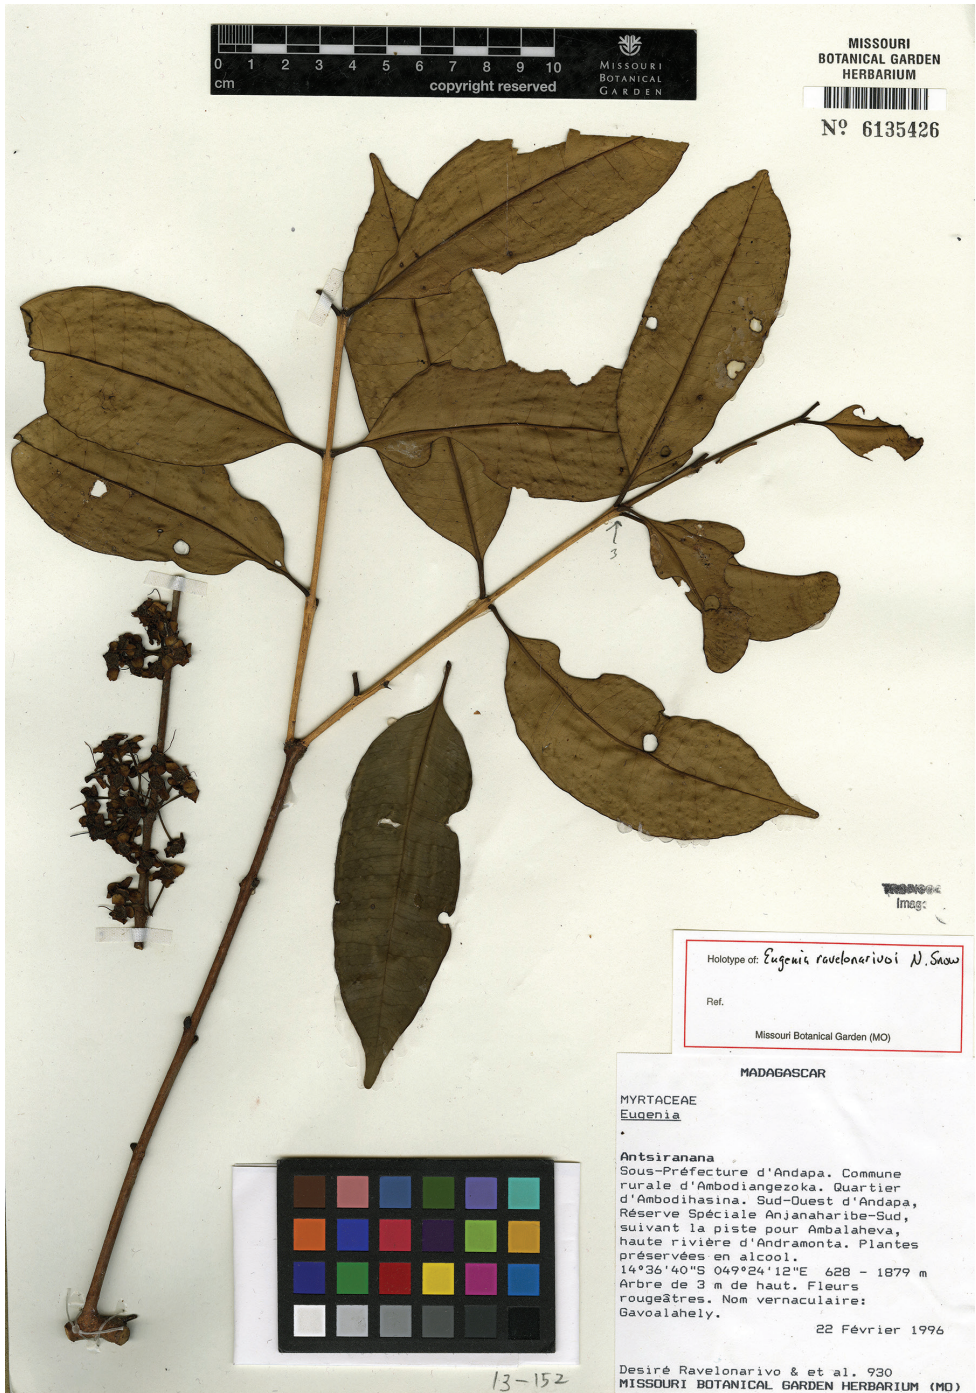 0 1 2 3 4 5 6 7 8 9 10
cm
copyright reserved
MISSOURI
BOTANICAL
GARDEN
MISSOURI
BOTANICAL GARDEN
HERBARIUM
Nº 6135426
3
Image
Holotype of: Eugenia ravelonarivoi N. Snow
Ref.
Missouri Botanical Garden (MO)
MADAGASCAR
MYRTACEAE
Eugenia
.
Antsiranana
Sous-Préfecture d'Andapa. Commune
rurale d'Ambodiangezoka. Quartier
d'Ambodihasina. Sud-Ouest d'Andapa,
Réserve Spéciale Anjanaharibe-Sud,
suivant la piste pour Ambalaheva,
haute rivière d'Andramonta. Plantes
préservées en alcool.
14°36'40"S 049°24'12"E 628 - 1879 m
Arbre de 3 m de haut. Fleurs
rougeâtres. Nom vernaculaire:
Gavoalahely.
22 Février 1996
Desiré Ravelonarivo & et al. 930
MISSOURI BOTANICAL GARDEN HERBARIUM (MO)
13-152